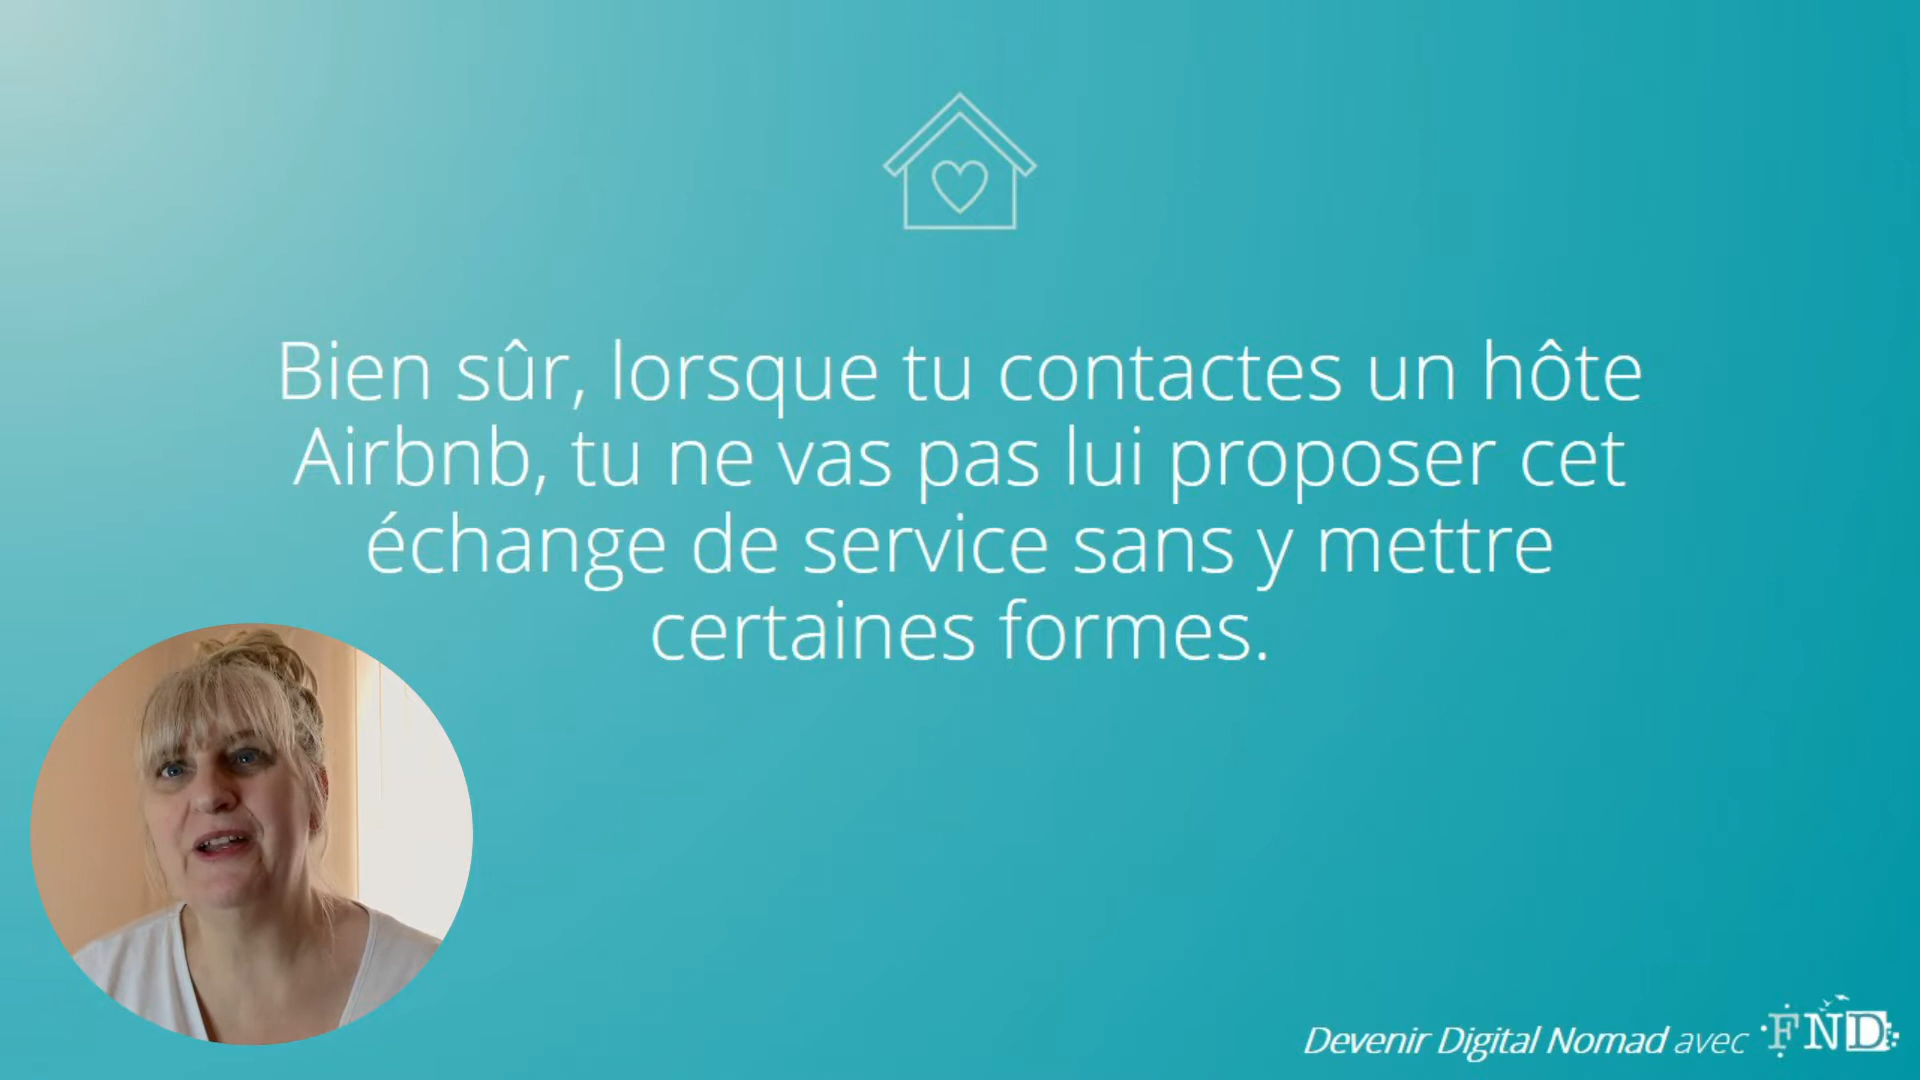 Bien sûr, lorsque tu contactes un hôte
Airbnb, tu ne vas pas lui proposer cet
échange de service sans y mettre
certaines formes.
Devenir Digital Nomad avec FND